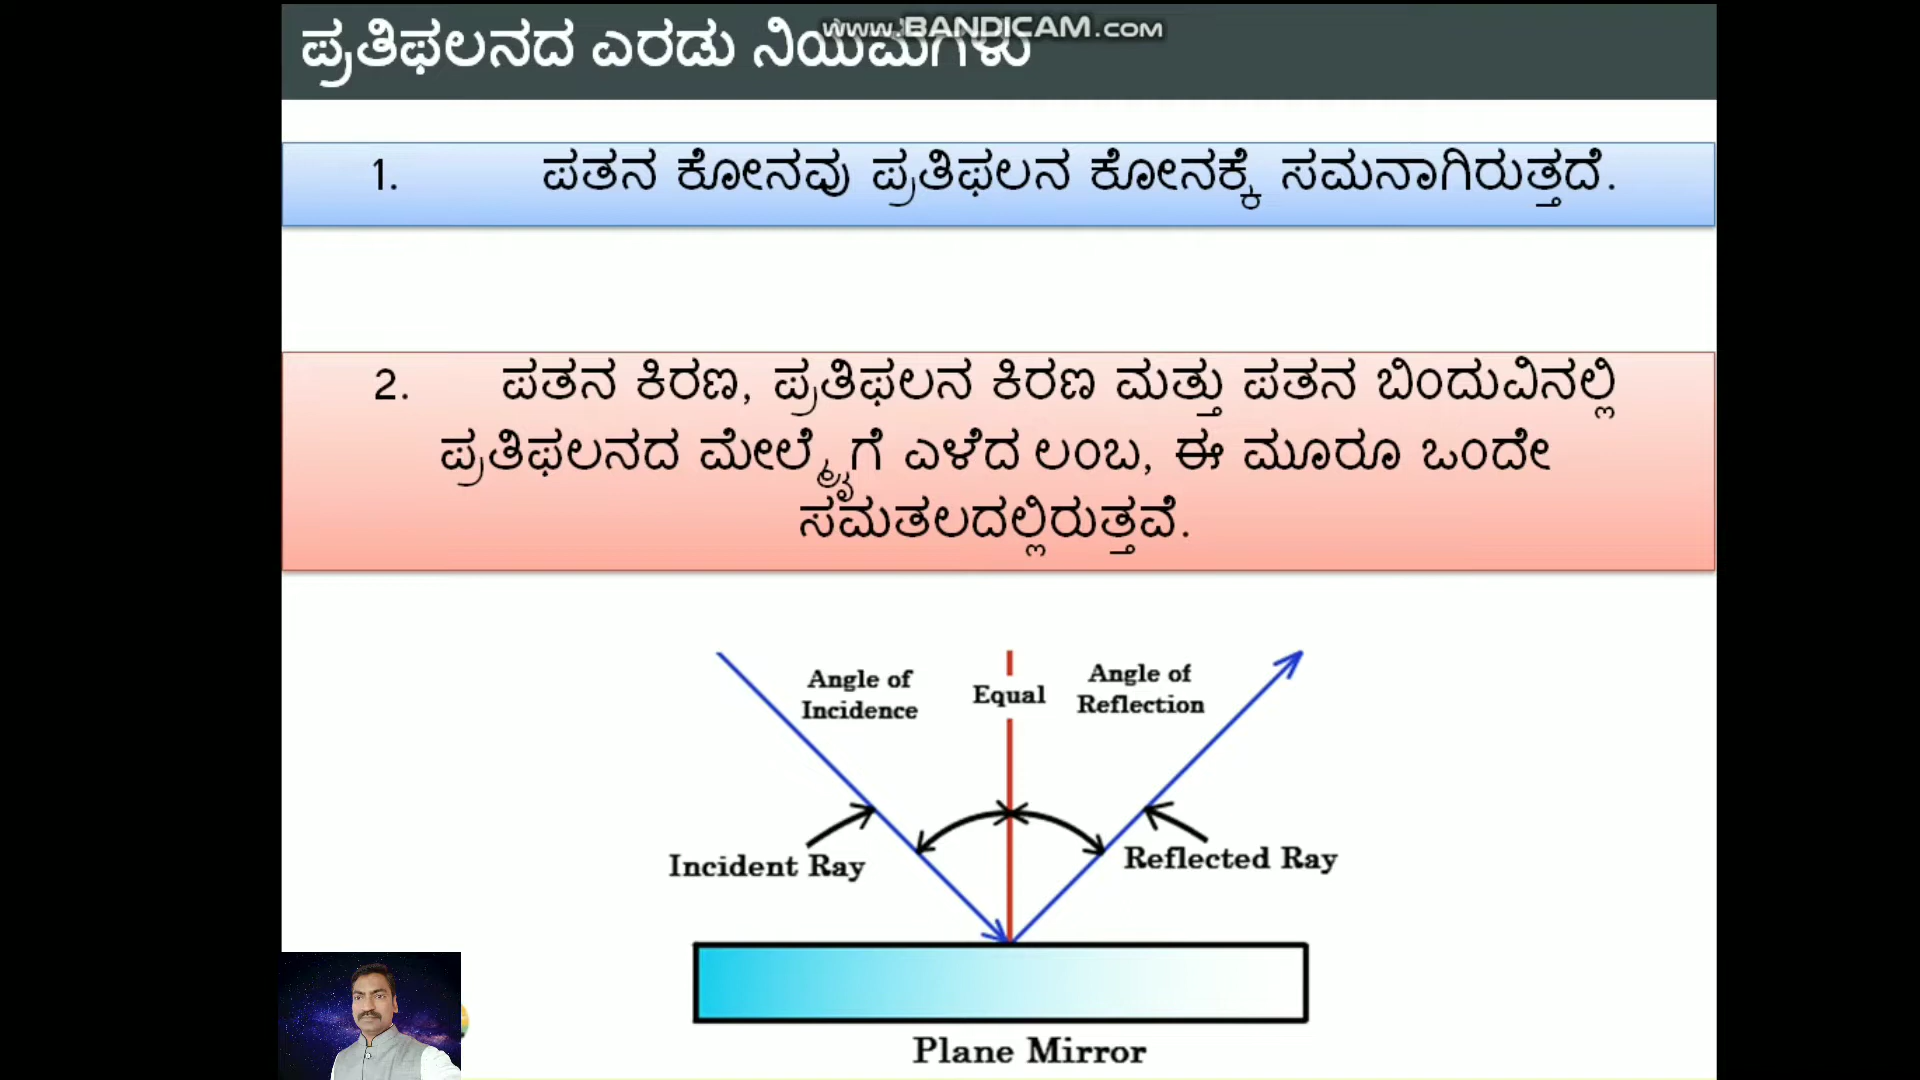 ಪ್ರತಿಫಲನದ ಎರಡು ನಿಯಮಗಳು
www.BANDICAM.com
1. ಪತನ ಕೋನವು ಪ್ರತಿಫಲನ ಕೋನಕ್ಕೆ ಸಮನಾಗಿರುತ್ತದೆ.
2. ಪತನ ಕಿರಣ, ಪ್ರತಿಫಲನ ಕಿರಣ ಮತ್ತು ಪತನ ಬಿಂದುವಿನಲ್ಲಿ
ಪ್ರತಿಫಲನದ ಮೇಲ್ಮೈಗೆ ಎಳೆದ ಲಂಬ, ಈ ಮೂರೂ ಒಂದೇ
ಸಮತಲದಲ್ಲಿರುತ್ತವೆ.
Angle of
Incidence
Equal
Angle of
Reflection
Incident Ray
Reflected Ray
Plane Mirror